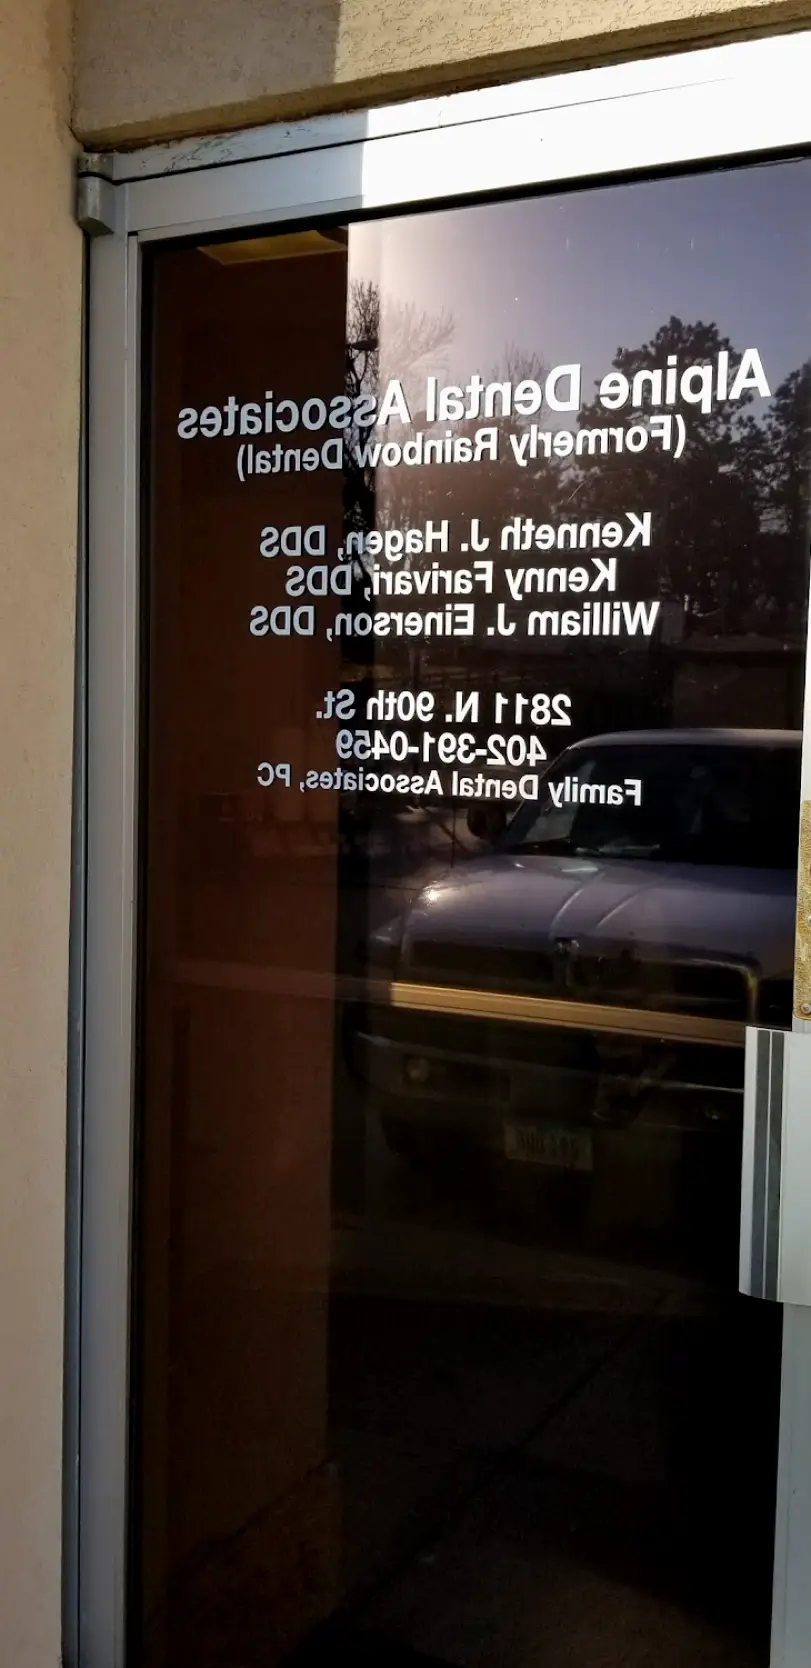 Alpine Dental Associates
(Formerly Rainbow Dental)
Kenneth J. Hagen, DDS
Kenny Farivari, DDS
William J. Einerson, DDS
2811 N. 90th St.
402-391-0459
Family Dental Associates, PC